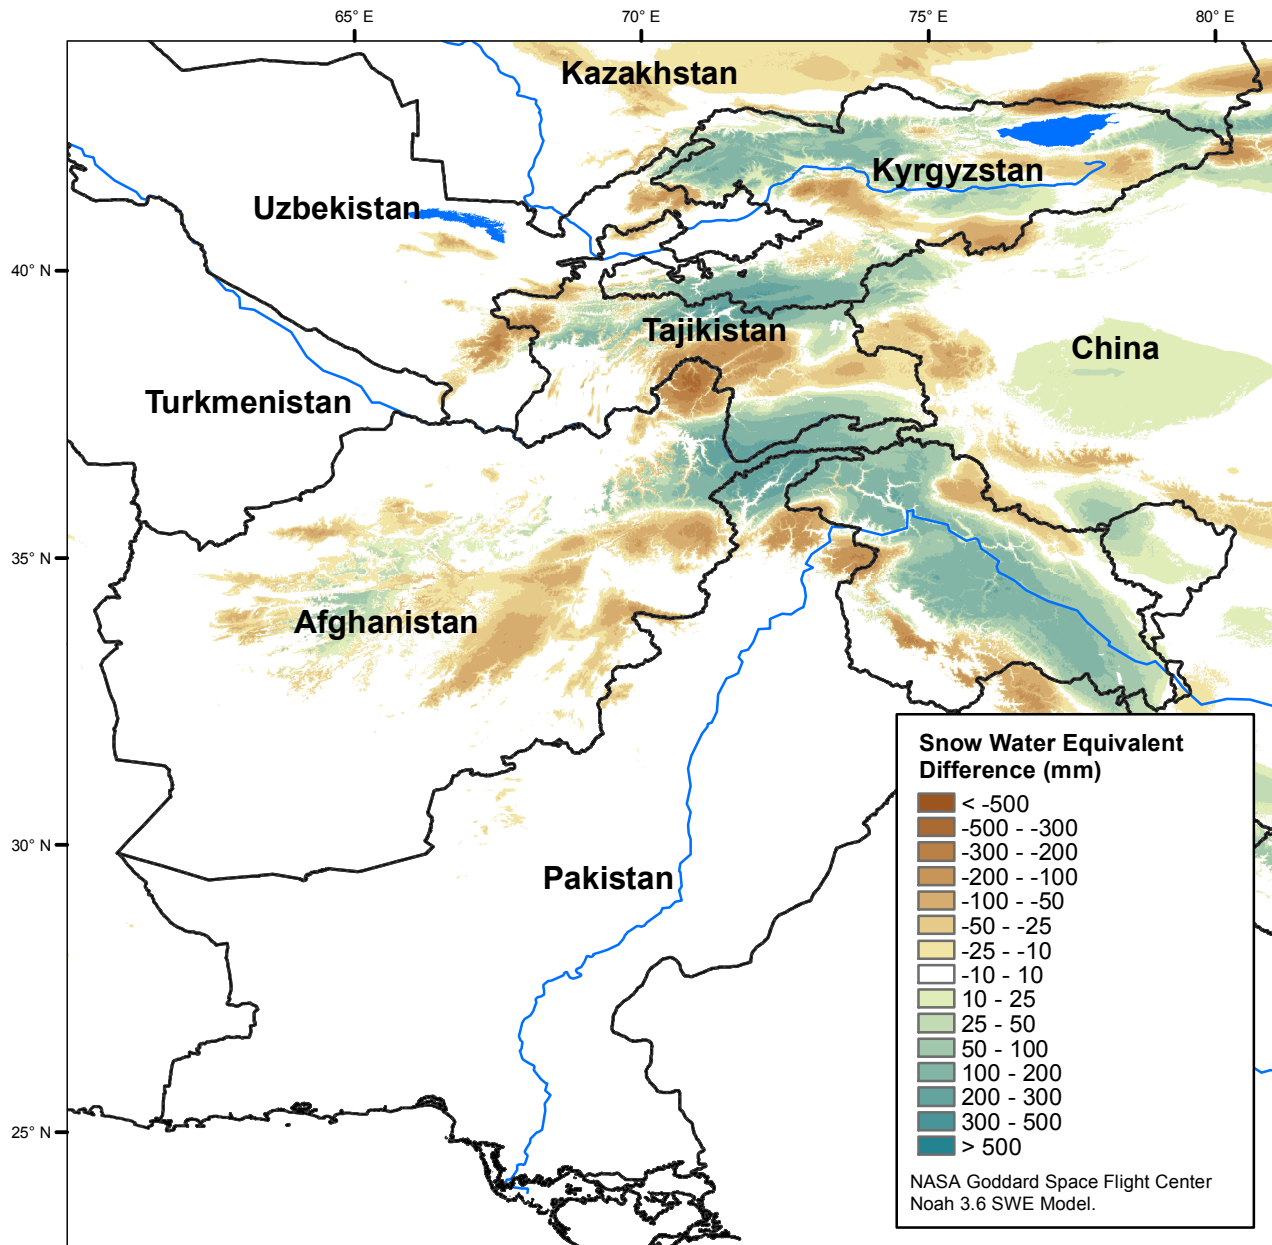 65° E
70° E
75° E
80° E
Kazakhstan
Kyrgyzstan
Uzbekistan
40° N
Tajikistan
China
Turkmenistan
35° N
Afghanistan
30° N
Pakistan
25° N
Snow Water Equivalent
Difference (mm)
< -500
-500 - -300
-300 - -200
-200 - -100
-100 - -50
-50 - -25
-25 - -10
-10 - 10
10 - 25
25 - 50
50 - 100
100 - 200
200 - 300
300 - 500
> 500
NASA Goddard Space Flight Center
Noah 3.6 SWE Model.